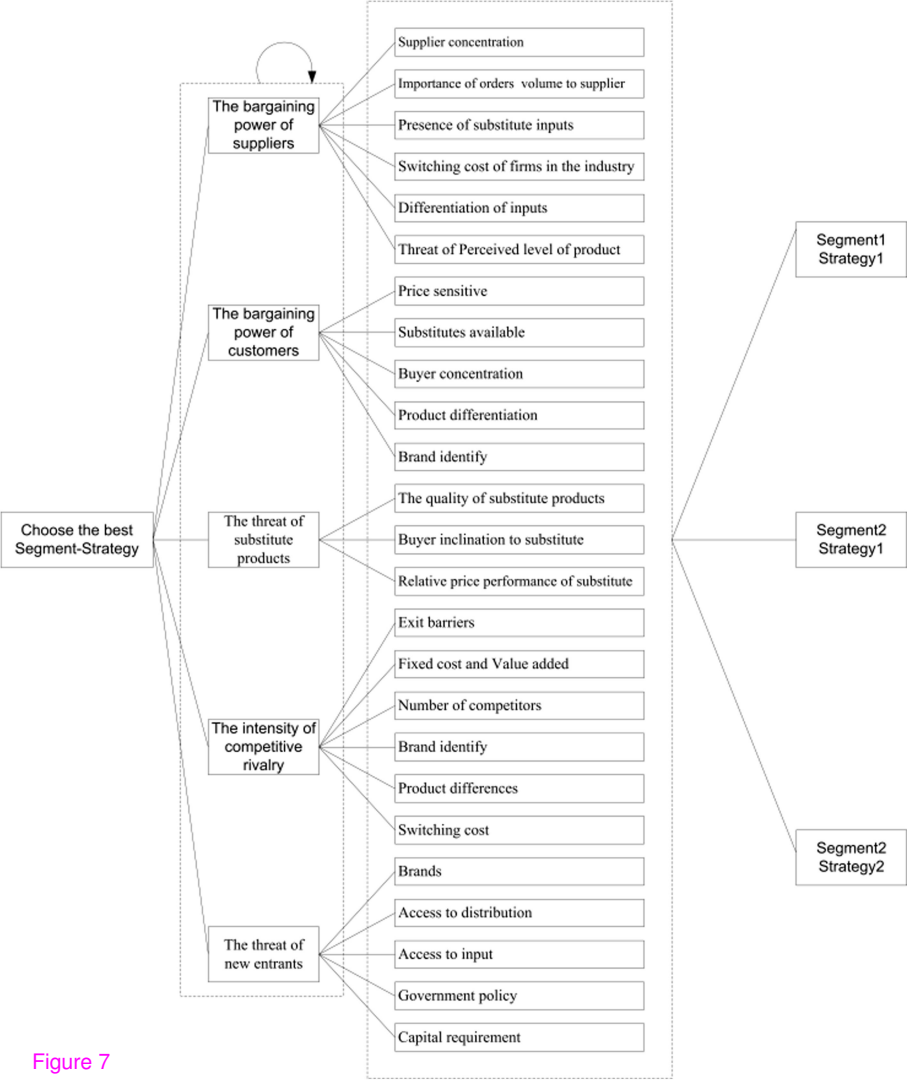 Choose the best
Segment-Strategy
The bargaining
power of
suppliers
The bargaining
power of
customers
The threat of
substitute
products
The intensity of
competitive
rivalry
The threat of
new entrants
Supplier concentration
Importance of orders volume to supplier
Presence of substitute inputs
Switching cost of firms in the industry
Differentiation of inputs
Threat of Perceived level of product
Price sensitive
Substitutes available
Buyer concentration
Product differentiation
Brand identify
The quality of substitute products
Buyer inclination to substitute
Relative price performance of substitute
Exit barriers
Fixed cost and Value added
Number of competitors
Brand identify
Product differences
Switching cost
Brands
Access to distribution
Access to input
Government policy
Capital requirement
Segment1
Strategy1
Segment2
Strategy1
Segment2
Strategy2
Figure 7